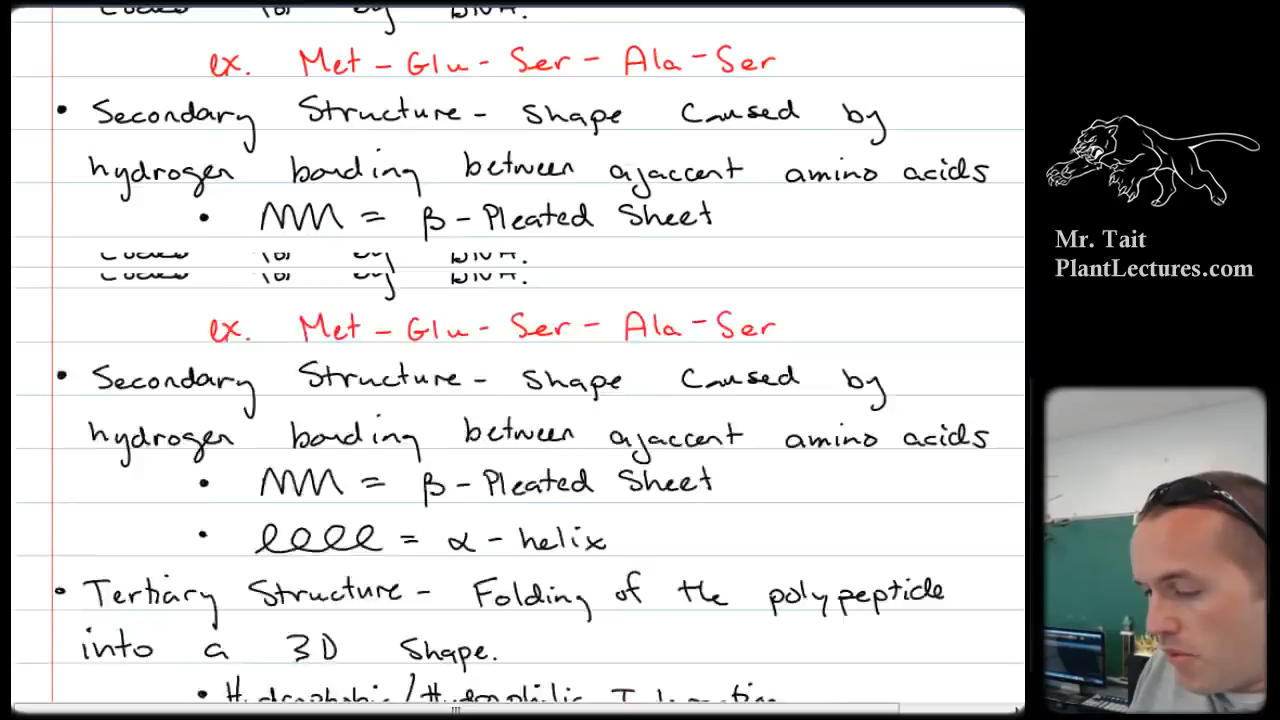 ex. Met - Glu - Ser - Ala - Ser
• Secondary Structure - Shape Caused by
hydrogen bonding between ajaccent amino acids
• = β - Pleated Sheet
ex. Met - Glu - Ser - Ala - Ser
• Secondary Structure - Shape Caused by
hydrogen bonding between ajaccent amino acids
• = β - Pleated Sheet
• = α - helix
• Tertiary Structure - Folding of the polypeptide
into a 3D Shape.
Mr. Tait
PlantLectures.com